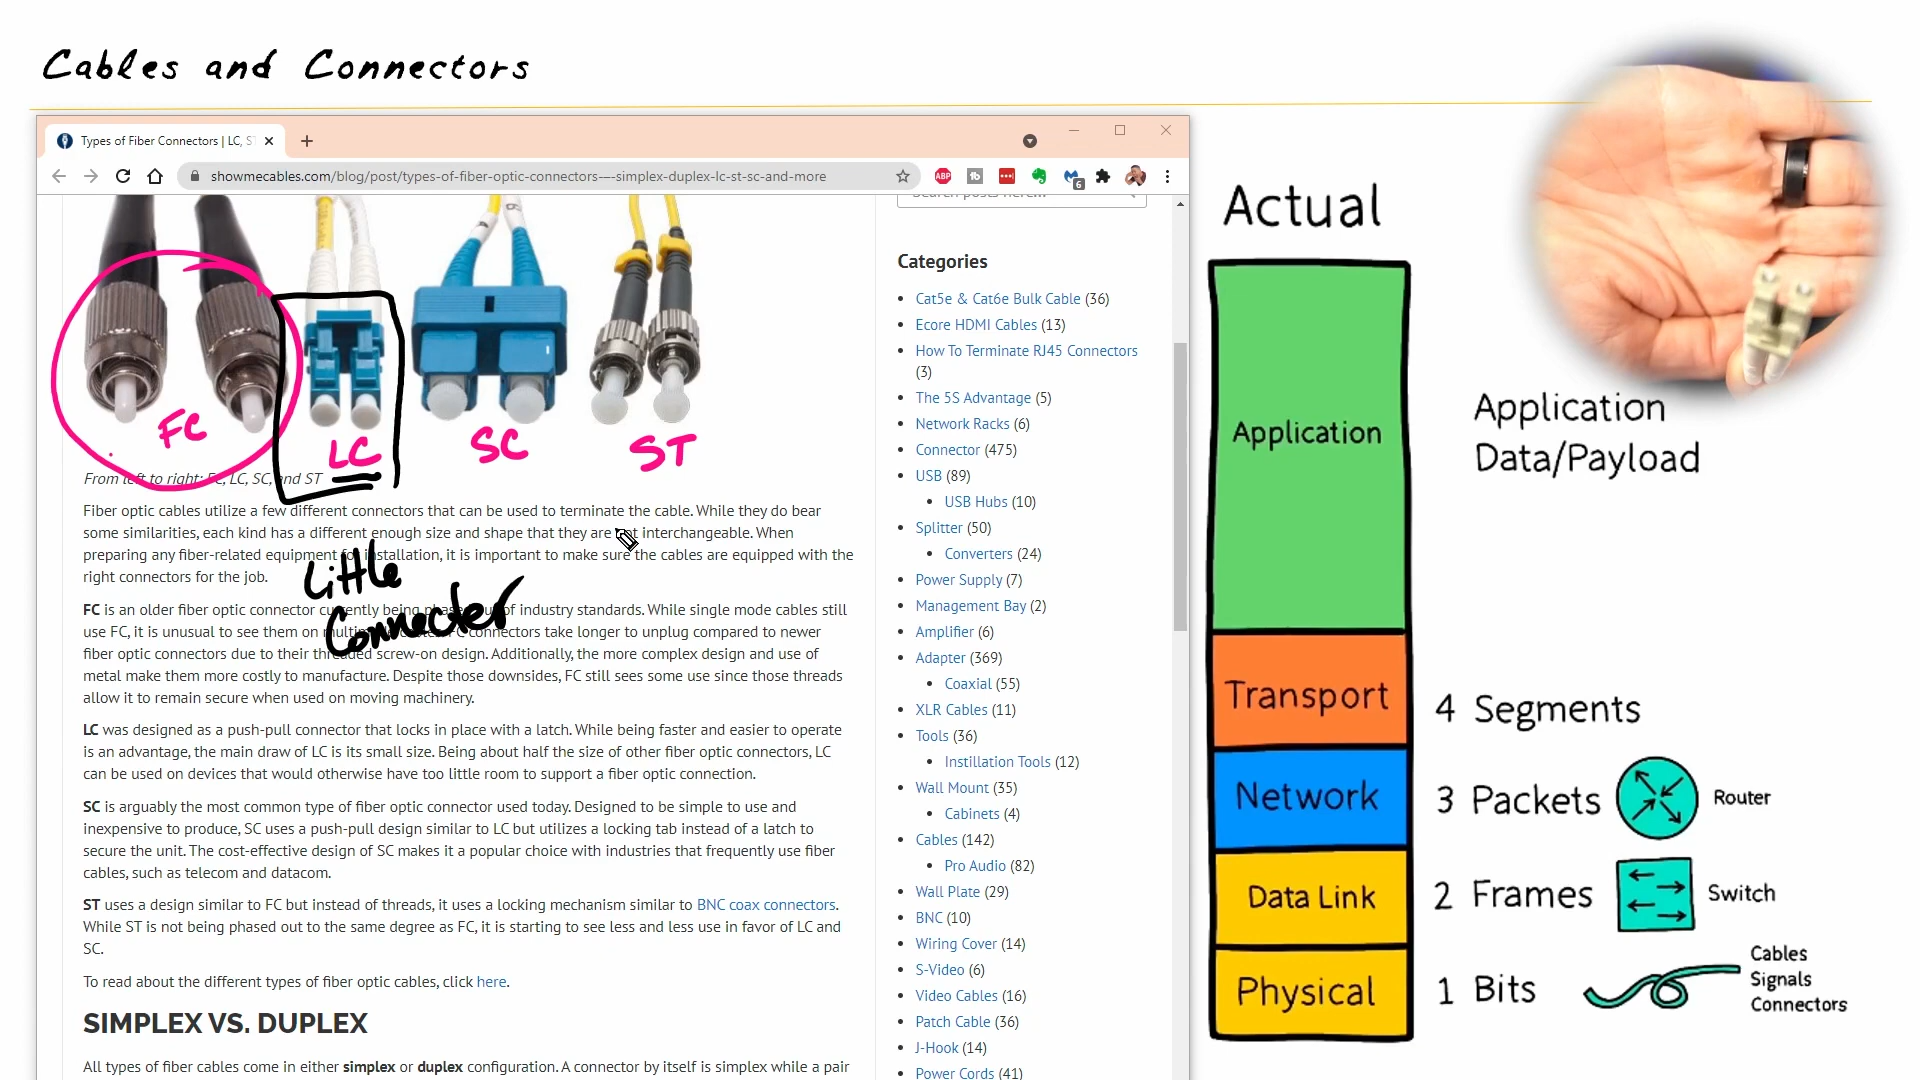 Cables and Connectors
Types of Fiber Connectors | LC, ST
showmecables.com/blog/post/types-of-fiber-optic-connectors-–-simplex-duplex-lc-st-sc-and-more
ABP
6
FC
LC
SC
ST
From left to right: FC, LC, SC, and ST
Fiber optic cables utilize a few different connectors that can be used to terminate the cable. While they do bear
some similarities, each kind has a different enough size and shape that they are not interchangeable. When
preparing any fiber-related equipment for installation, it is important to make sure the cables are equipped with the
right connectors for the job.
Little
Connecter
FC is an older fiber optic connector currently being phased out of industry standards. While single mode cables still
use FC, it is unusual to see them on multimode cables. FC connectors take longer to unplug compared to newer
fiber optic connectors due to their threaded screw-on design. Additionally, the more complex design and use of
metal make them more costly to manufacture. Despite those downsides, FC still sees some use since those threads
allow it to remain secure when used on moving machinery.
LC was designed as a push-pull connector that locks in place with a latch. While being faster and easier to operate
is an advantage, the main draw of LC is its small size. Being about half the size of other fiber optic connectors, LC
can be used on devices that would otherwise have too little room to support a fiber optic connection.
SC is arguably the most common type of fiber optic connector used today. Designed to be simple to use and
inexpensive to produce, SC uses a push-pull design similar to LC but utilizes a locking tab instead of a latch to
secure the unit. The cost-effective design of SC makes it a popular choice with industries that frequently use fiber
cables, such as telecom and datacom.
ST uses a design similar to FC but instead of threads, it uses a locking mechanism similar to BNC coax connectors.
While ST is not being phased out to the same degree as FC, it is starting to see less and less use in favor of LC and
SC.
To read about the different types of fiber optic cables, click here.
SIMPLEX VS. DUPLEX
All types of fiber cables come in either simplex or duplex configuration. A connector by itself is simplex while a pair
Search posts here...
Categories
Cat5e & Cat6e Bulk Cable (36)
Ecore HDMI Cables (13)
How To Terminate RJ45 Connectors
(3)
The 5S Advantage (5)
Network Racks (6)
Connector (475)
USB (89)
USB Hubs (10)
Splitter (50)
Converters (24)
Power Supply (7)
Management Bay (2)
Amplifier (6)
Adapter (369)
Coaxial (55)
XLR Cables (11)
Tools (36)
Instillation Tools (12)
Wall Mount (35)
Cabinets (4)
Cables (142)
Pro Audio (82)
Wall Plate (29)
BNC (10)
Wiring Cover (14)
S-Video (6)
Video Cables (16)
Patch Cable (36)
J-Hook (14)
Power Cords (41)
Actual
Application
Application
Data/Payload
Transport
4 Segments
Network
3 Packets
Router
Data Link
2 Frames
Switch
Physical
1 Bits
Cables
Signals
Connectors